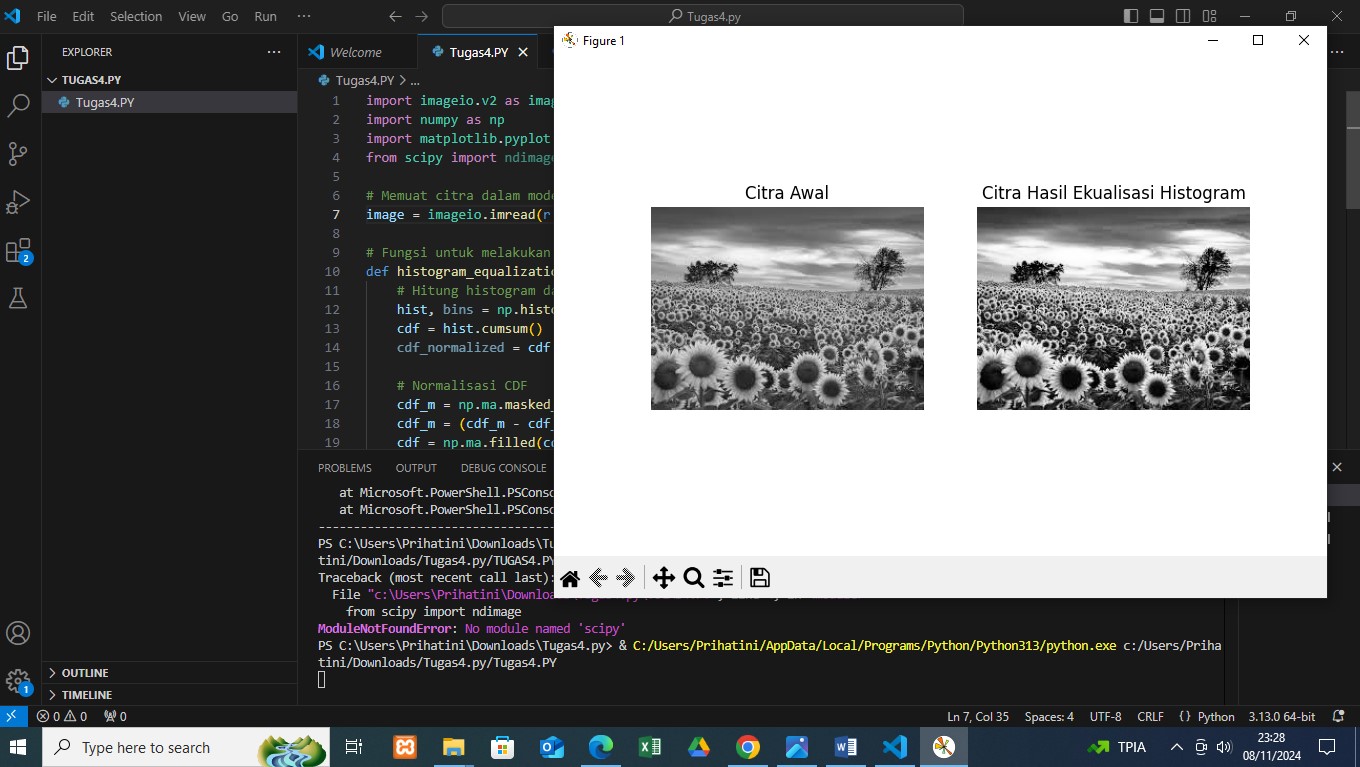 File Edit Selection View Go Run ··· Tugas4.py
EXPLORER ···
TUGAS4.PY
Tugas4.PY
OUTLINE
TIMELINE
Welcome Tugas4.PY
Tugas4.PY > ...
1 import imageio.v2 as imag
2 import numpy as np
3 import matplotlib.pyplot
4 from scipy import ndimage
5
6 # Memuat citra dalam mode
7 image = imageio.imread(r
8
9 # Fungsi untuk melakukan
10 def histogram_equalizatio
11 # Hitung histogram da
12 hist, bins = np.histo
13 cdf = hist.cumsum()
14 cdf_normalized = cdf
15
16 # Normalisasi CDF
17 cdf_m = np.ma.masked_
18 cdf_m = (cdf_m - cdf_
19 cdf = np.ma.filled(cd
PROBLEMS OUTPUT DEBUG CONSOLE
at Microsoft.PowerShell.PSConso
at Microsoft.PowerShell.PSConso
PS C:\Users\Prihatini\Downloads\Tu
tini/Downloads/Tugas4.py/TUGAS4.PY
Traceback (most recent call last):
File "c:\Users\Prihatini\Downloa
from scipy import ndimage
ModuleNotFoundError: No module named 'scipy'
PS C:\Users\Prihatini\Downloads\Tugas4.py> & C:/Users/Prihatini/AppData/Local/Programs/Python/Python313/python.exe c:/Users/Priha
tini/Downloads/Tugas4.py/Tugas4.PY
Figure 1
Citra Awal
Citra Hasil Ekualisasi Histogram
2
1
0 0 0 Ln 7, Col 35 Spaces: 4 UTF-8 CRLF {} Python 3.13.0 64-bit
Type here to search
TPIA
23:28
08/11/2024